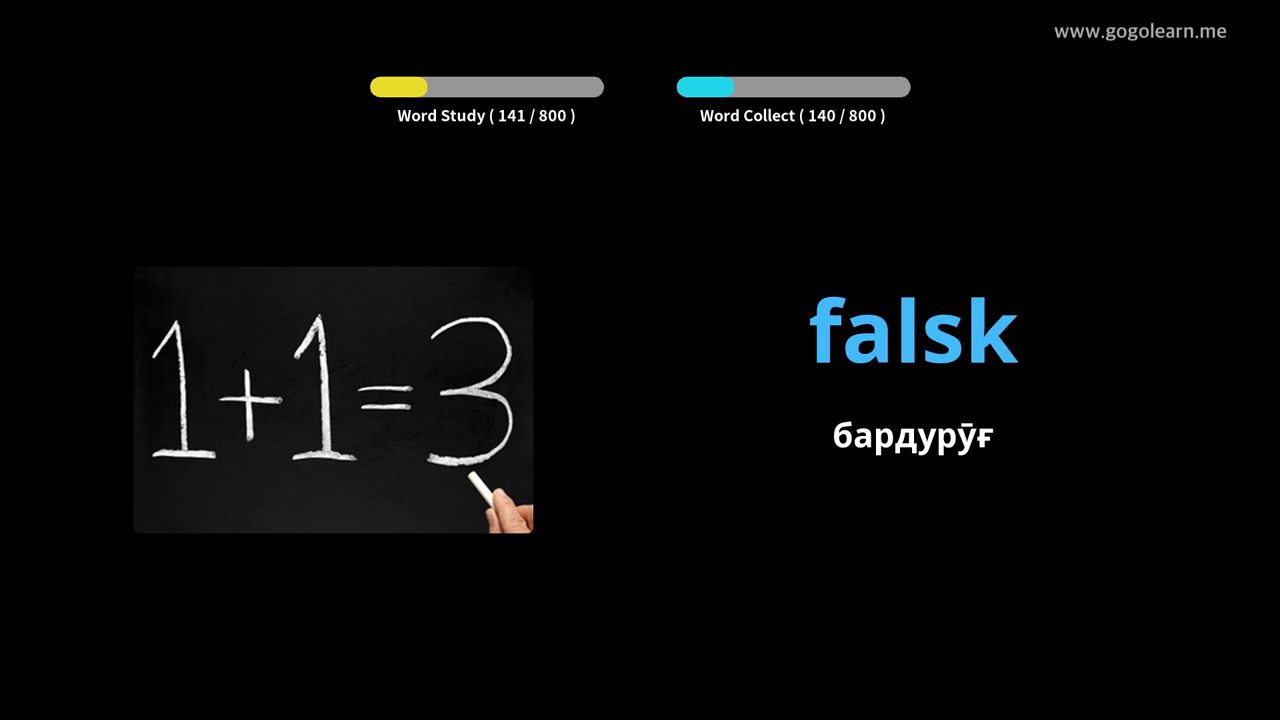 www.gogolearn.me
Word Study ( 141 / 800 )
Word Collect ( 140 / 800 )
1+1=3
falsk
бардурӯғ